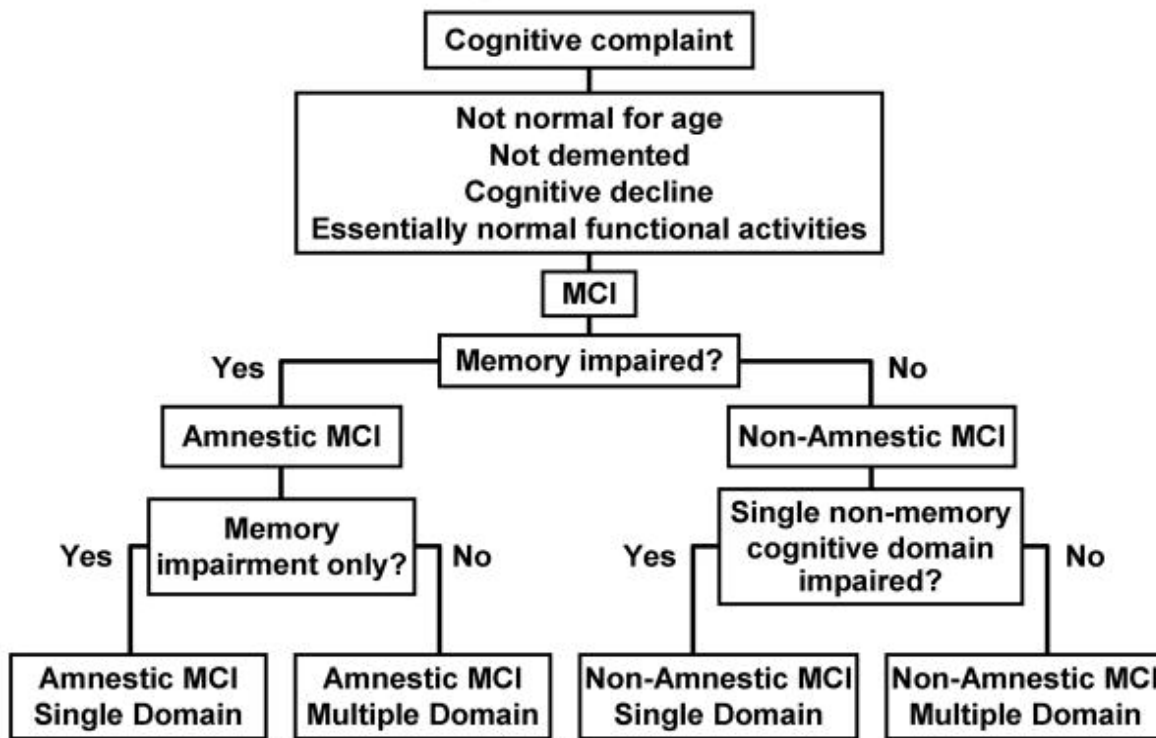 Cognitive complaint
Not normal for age
Not demented
Cognitive decline
Essentially normal functional activities
MCI
Memory impaired?
Yes
No
Amnestic MCI
Non-Amnestic MCI
Memory
impairment only?
Yes
No
Single non-memory
cognitive domain
impaired?
Yes
No
Amnestic MCI
Single Domain
Amnestic MCI
Multiple Domain
Non-Amnestic MCI
Single Domain
Non-Amnestic MCI
Multiple Domain